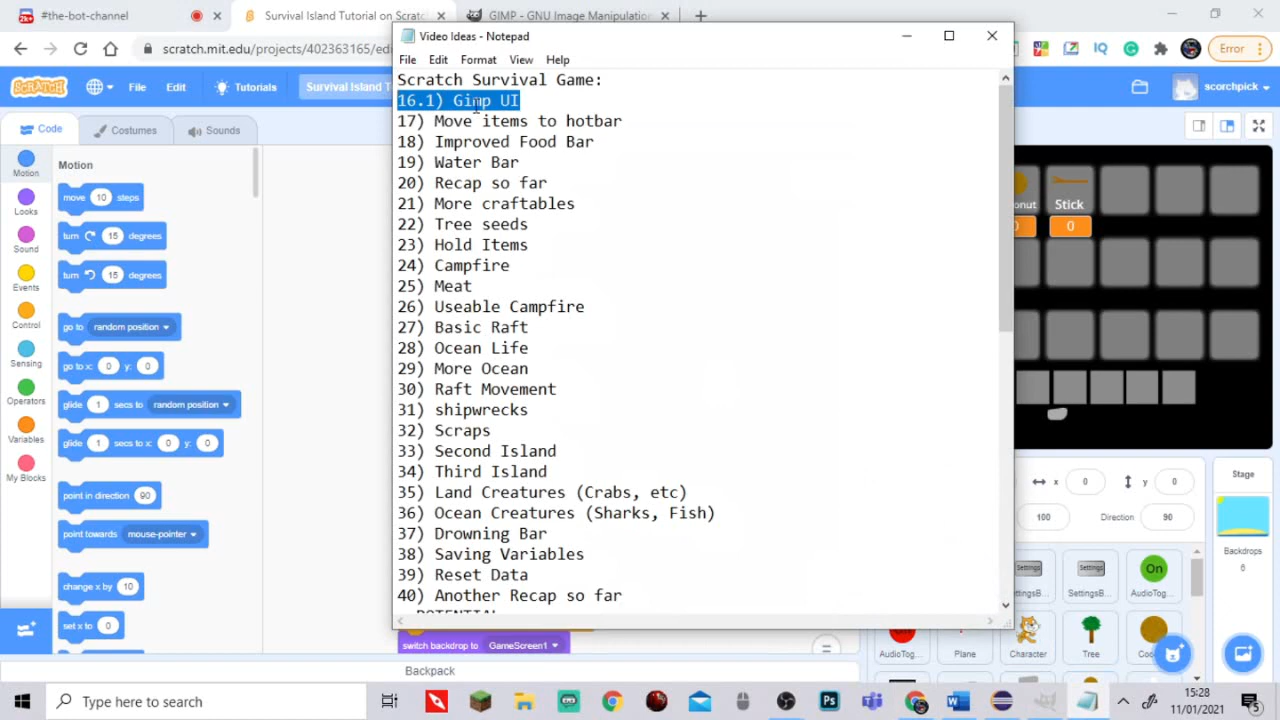 #the-bot-channel
Survival Island Tutorial on Scratc
GIMP - GNU Image Manipulation
scratch.mit.edu/projects/402363165/ed
Error
Video Ideas - Notepad
File Edit Format View Help
SCRATCH
File Edit Tutorials
Survival Island T
scorchpick
Code Costumes Sounds
Scratch Survival Game:
16.1) Gimp UI
17) Move items to hotbar
18) Improved Food Bar
19) Water Bar
20) Recap so far
21) More craftables
22) Tree seeds
23) Hold Items
24) Campfire
25) Meat
26) Useable Campfire
27) Basic Raft
28) Ocean Life
29) More Ocean
30) Raft Movement
31) shipwrecks
32) Scraps
33) Second Island
34) Third Island
35) Land Creatures (Crabs, etc)
36) Ocean Creatures (Sharks, Fish)
37) Drowning Bar
38) Saving Variables
39) Reset Data
40) Another Recap so far
Motion
Looks
Sound
Events
Control
Sensing
Operators
Variables
My Blocks
Motion
move 10 steps
turn 15 degrees
turn 15 degrees
go to random position
go to x: 0 y: 0
glide 1 secs to random position
glide 1 secs to x: 0 y: 0
point in direction 90
point towards mouse-pointer
change x by 10
set x to 0
onut Stick
0 0
x 0 y 0
100 Direction 90
Stage
Backdrops
6
ettingsB... SettingsB... AudioTog...
AudioTog... Plane Character Tree Coc
switch backdrop to GameScreen1
Backpack
Type here to search
15:28
11/01/2021
5